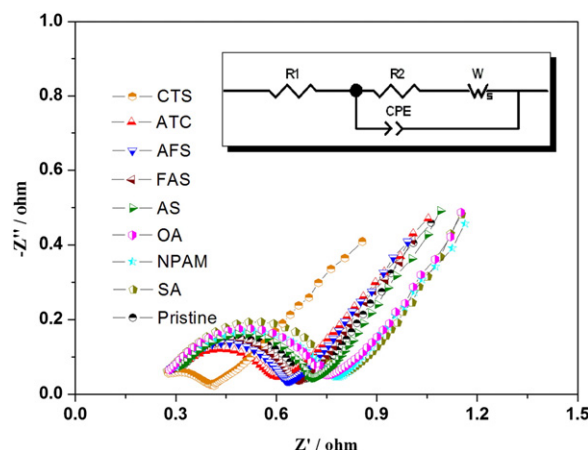 1.0
0.8
0.6
0.4
0.2
0.0
-Z'' / ohm
0.0 0.3 0.6 0.9 1.2 1.5
Z' / ohm
CTS
ATC
AFS
FAS
AS
OA
NPAM
SA
Pristine
R1 R2 W
s
CPE